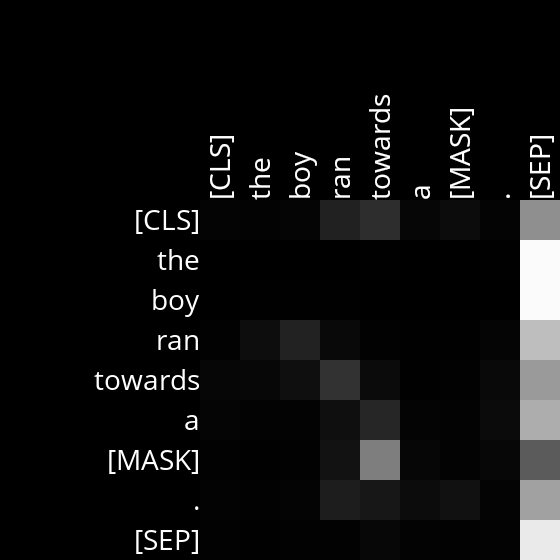 [CLS]
the
boy
ran
towards
a
[MASK]
.
[SEP]
[CLS]
the
boy
ran
towards
a
[MASK]
.
[SEP]